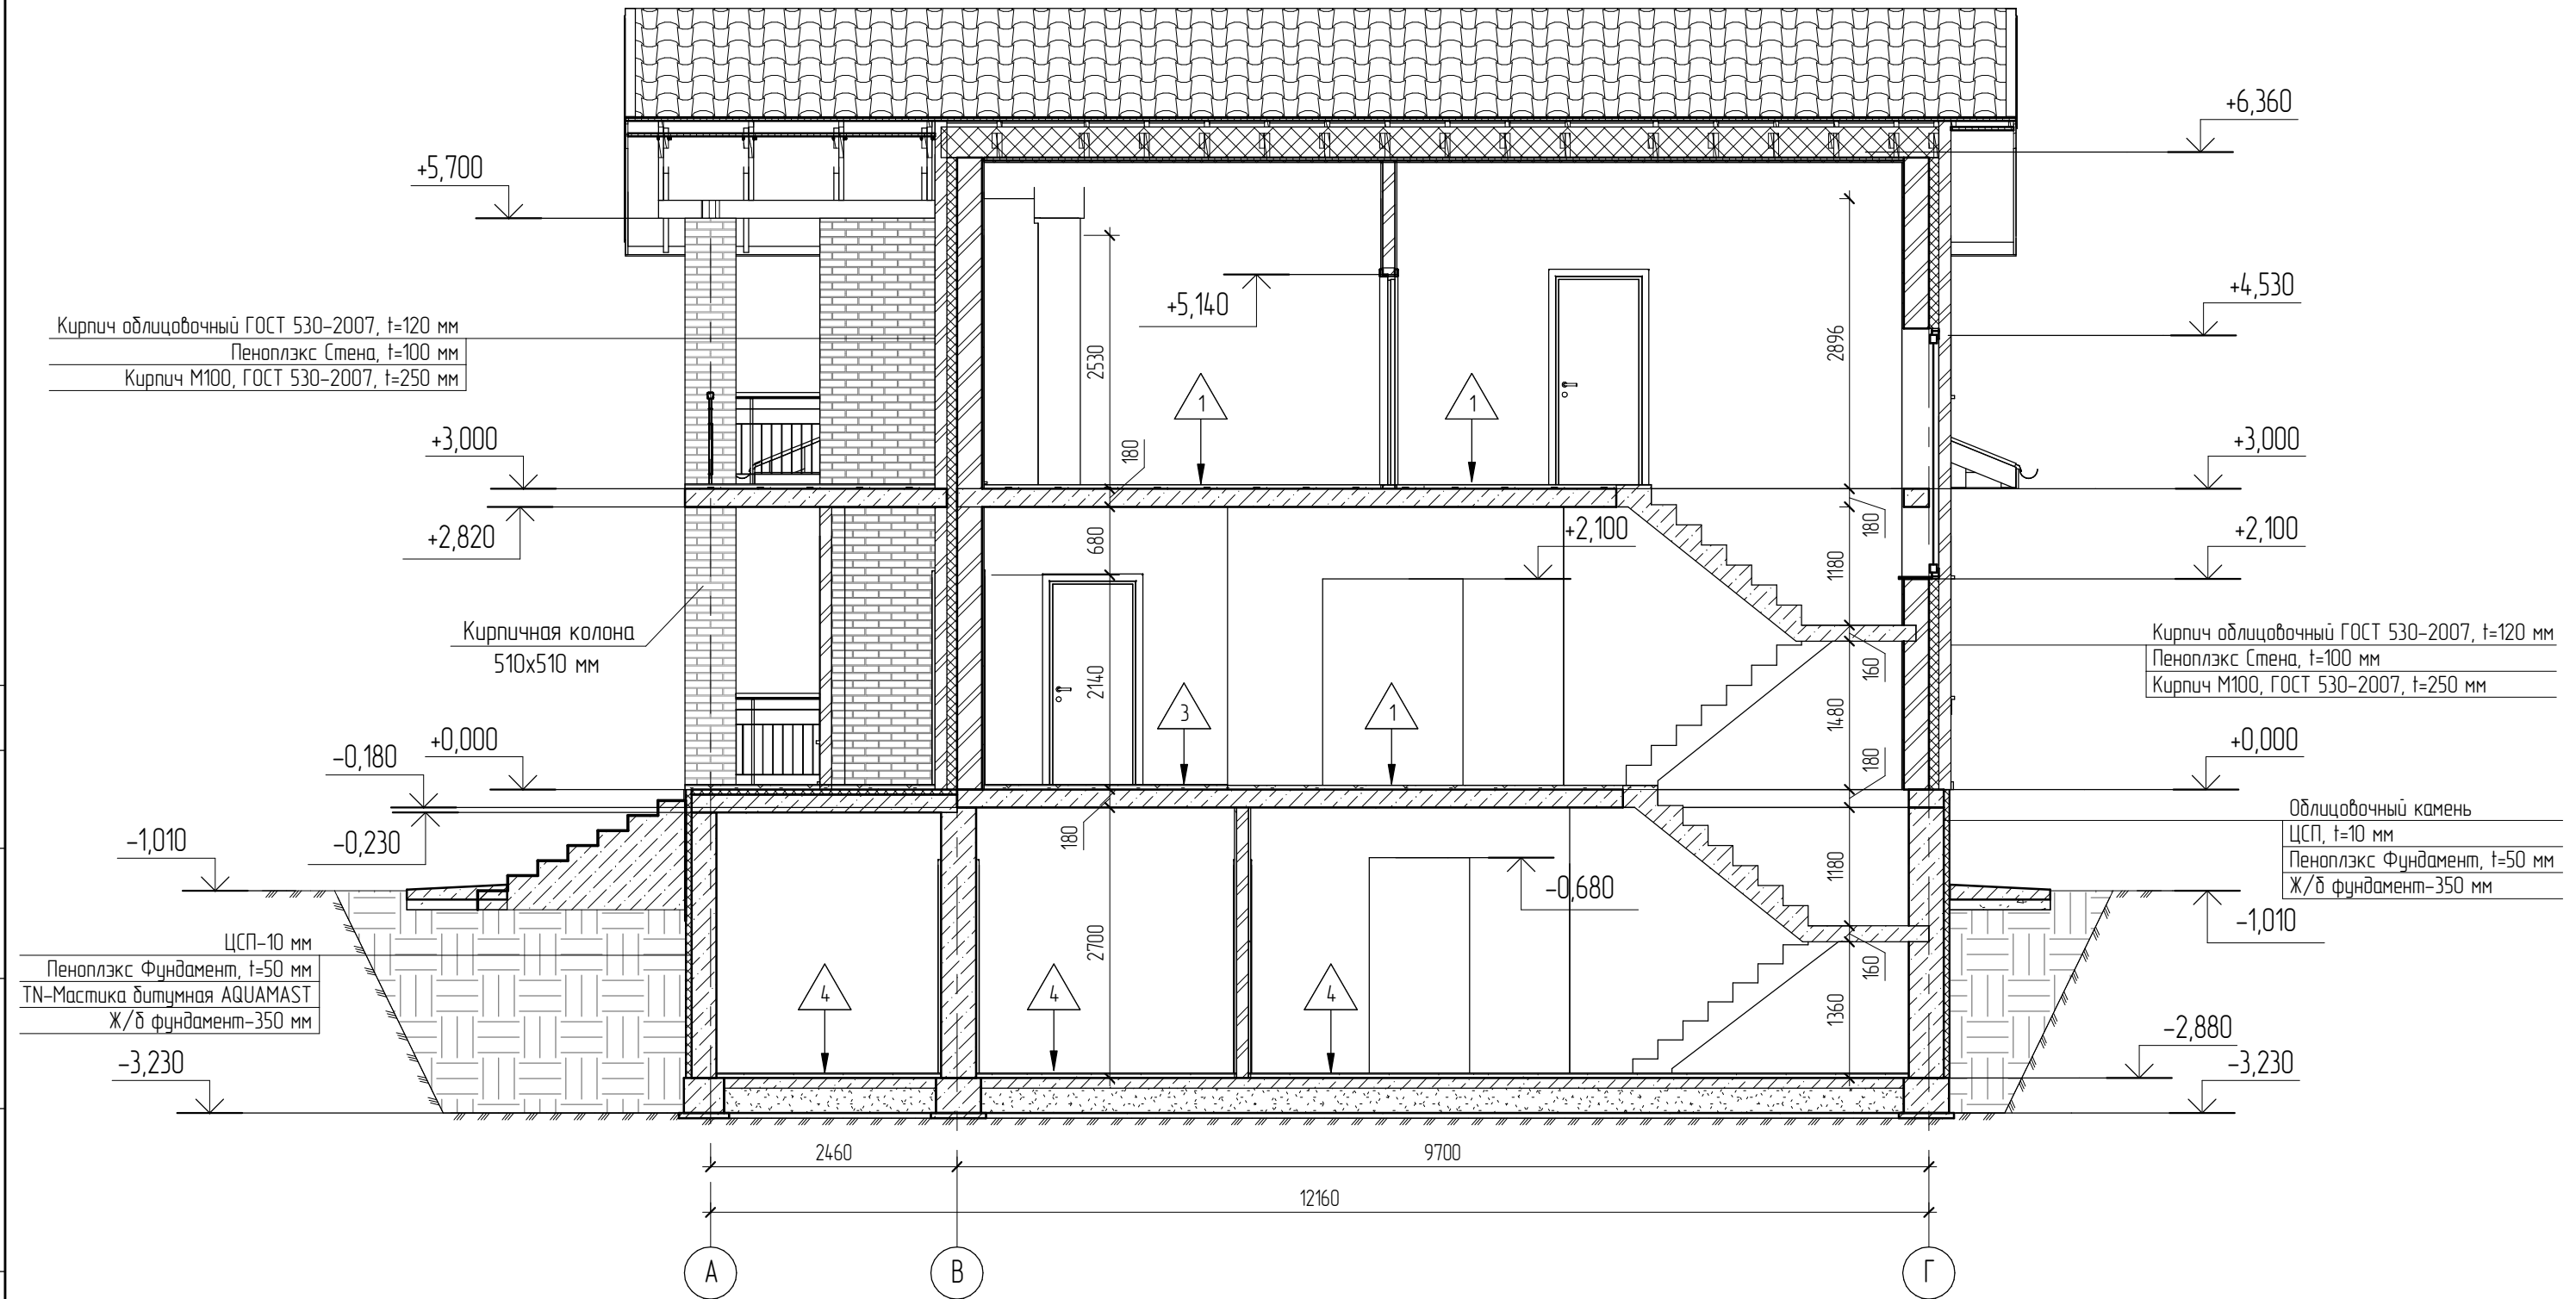 +6,360
+5,700
+4,530
+5,140
Кирпич облицовочный ГОСТ 530-2007, t=120 мм
Пеноплэкс Стена, t=100 мм
Кирпич М100, ГОСТ 530-2007, t=250 мм
2530
2896
1
1
+3,000
180
+3,000
+2,820
680
+2,100
180
1180
+2,100
Кирпичная колона
510х510 мм
2140
3
1
160
1480
Кирпич облицовочный ГОСТ 530-2007, t=120 мм
Пеноплэкс Стена, t=100 мм
Кирпич М100, ГОСТ 530-2007, t=250 мм
+0,000
-0,180
180
+0,000
-1,010
-0,230
180
1180
-0,680
Облицовочный камень
ЦСП, t=10 мм
Пеноплэкс Фундамент, t=50 мм
Ж/б фундамент-350 мм
-1,010
ЦСП-10 мм
Пеноплэкс Фундамент, t=50 мм
TN-Мастика битумная AQUAMAST
Ж/б фундамент-350 мм
2700
4
4
4
160
1360
-3,230
-2,880
-3,230
2460
9700
12160
А
В
Г